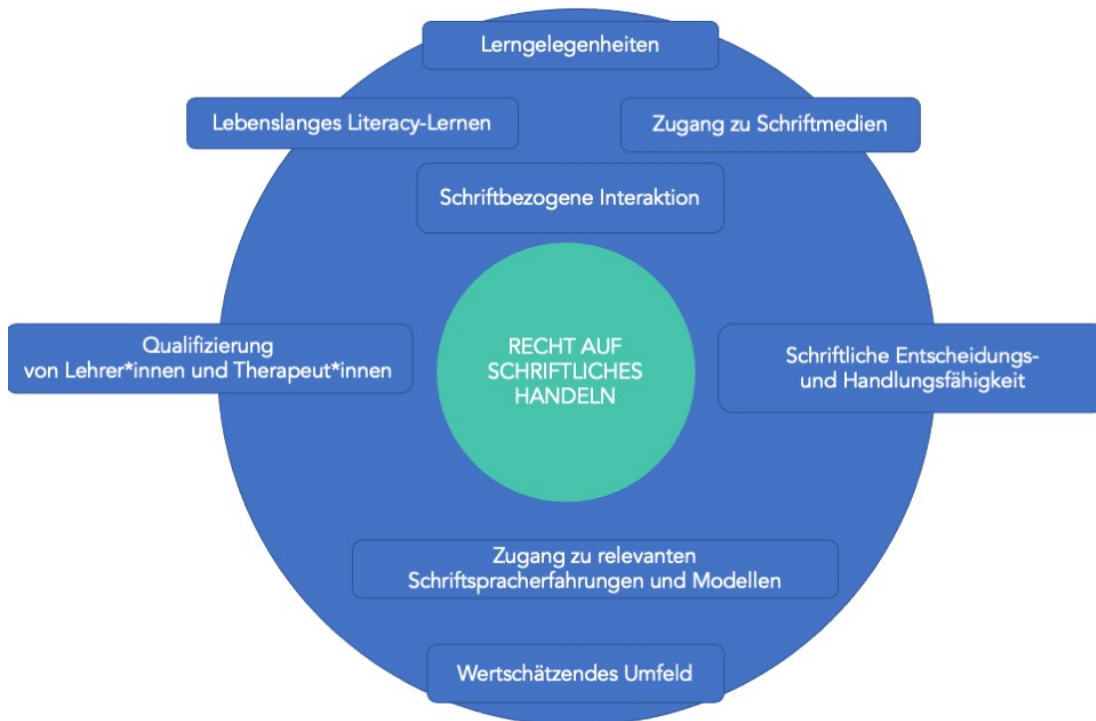 Lerngelegenheiten
Lebenslanges Literacy-Lernen
Zugang zu Schriftmedien
Schriftbezogene Interaktion
Qualifizierung
von Lehrer*innen und Therapeut*innen
RECHT AUF
SCHRIFTLICHES
HANDELN
Schriftliche Entscheidungs-
und Handlungsfähigkeit
Zugang zu relevanten
Schriftspracherfahrungen und Modellen
Wertschätzendes Umfeld